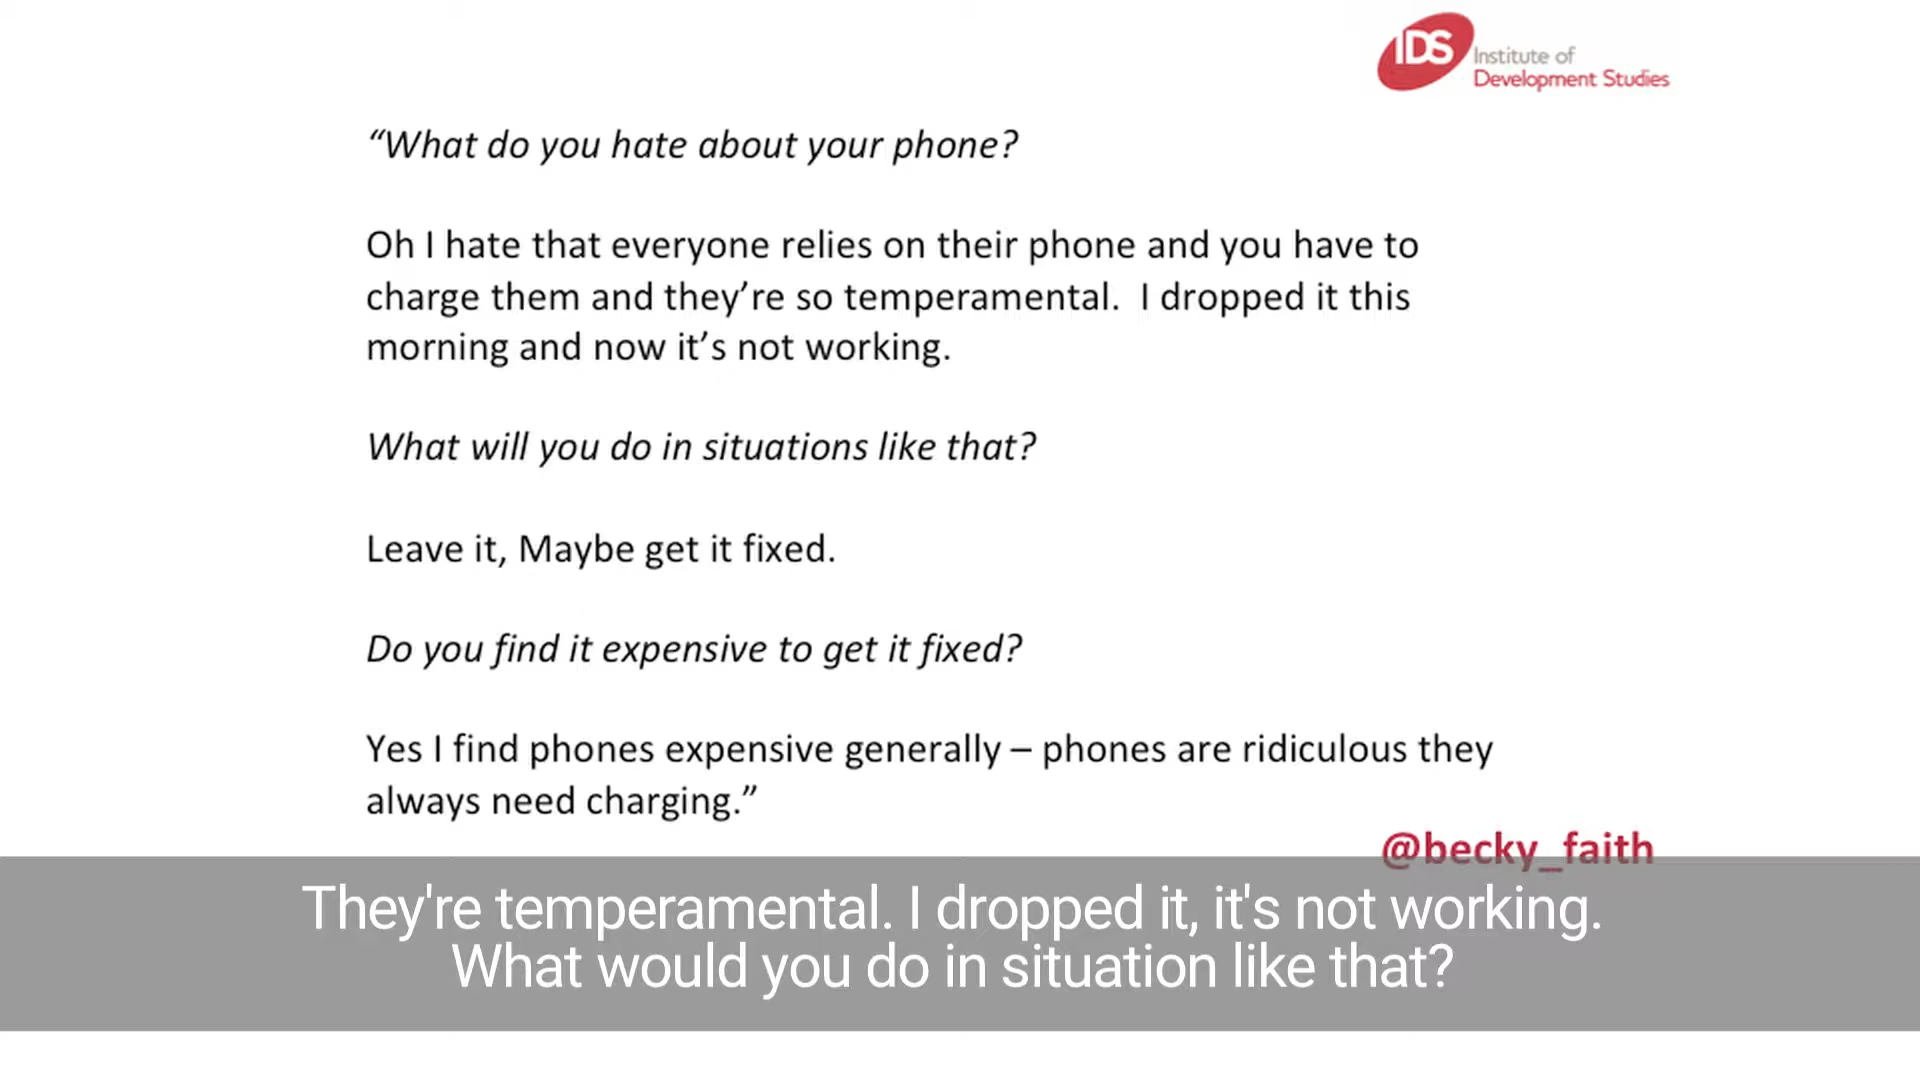 IDS Institute of
Development Studies
“What do you hate about your phone?
Oh I hate that everyone relies on their phone and you have to
charge them and they’re so temperamental.  I dropped it this
morning and now it’s not working.
What will you do in situations like that?
Leave it, Maybe get it fixed.
Do you find it expensive to get it fixed?
Yes I find phones expensive generally – phones are ridiculous they
always need charging.”
@becky_faith
They're temperamental. I dropped it, it's not working.
What would you do in situation like that?